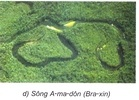 d) Sông A-ma-dôn (Bra-xin)